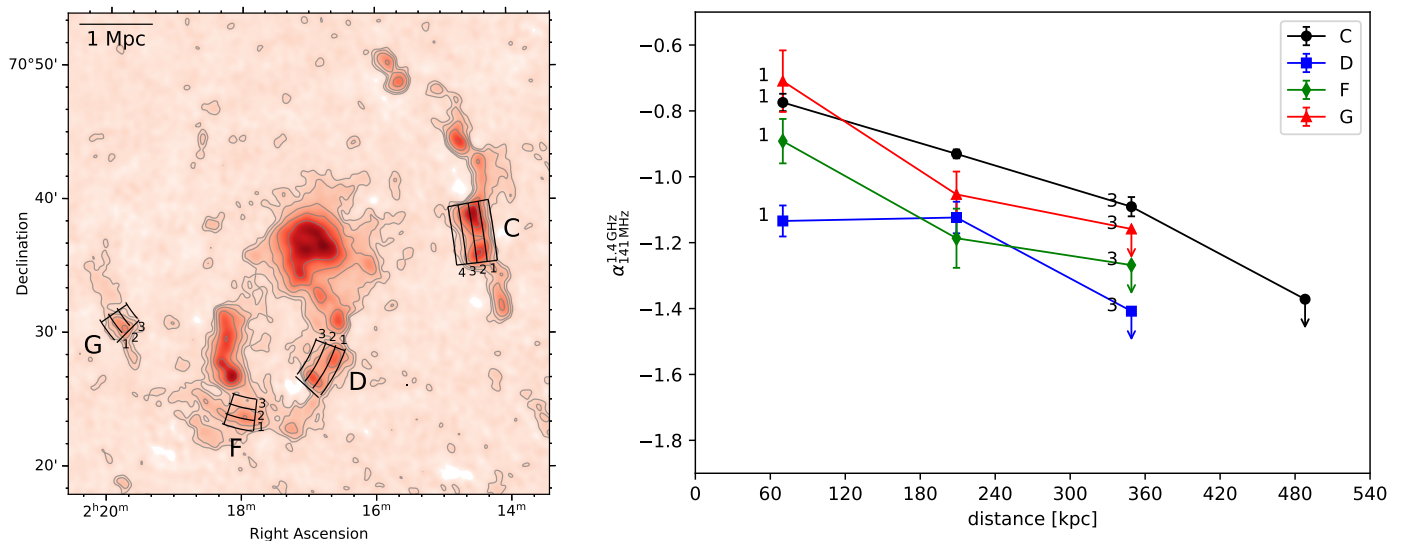 1 Mpc
70°50'
40'
30'
20'
Declination
2ʰ20ᵐ
18ᵐ
16ᵐ
14ᵐ
Right Ascension
C
4 3 2 1
G
1 2 3
3 2 1
D
3
2
1
F
−0.6
−0.8
−1.0
−1.2
−1.4
−1.6
−1.8
α 1.4 GHz 141 MHz
0 60 120 180 240 300 360 420 480 540
distance [kpc]
1
1
1
1
3
3
3
3
C
D
F
G